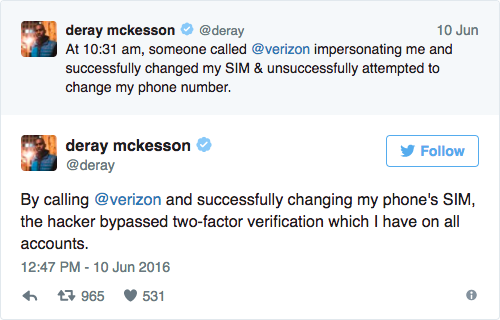 deray mckesson @deray 10 Jun
At 10:31 am, someone called @verizon impersonating me and
successfully changed my SIM & unsuccessfully attempted to
change my phone number.
deray mckesson
Follow
@deray
By calling @verizon and successfully changing my phone's SIM,
the hacker bypassed two-factor verification which I have on all
accounts.
12:47 PM - 10 Jun 2016
965 531